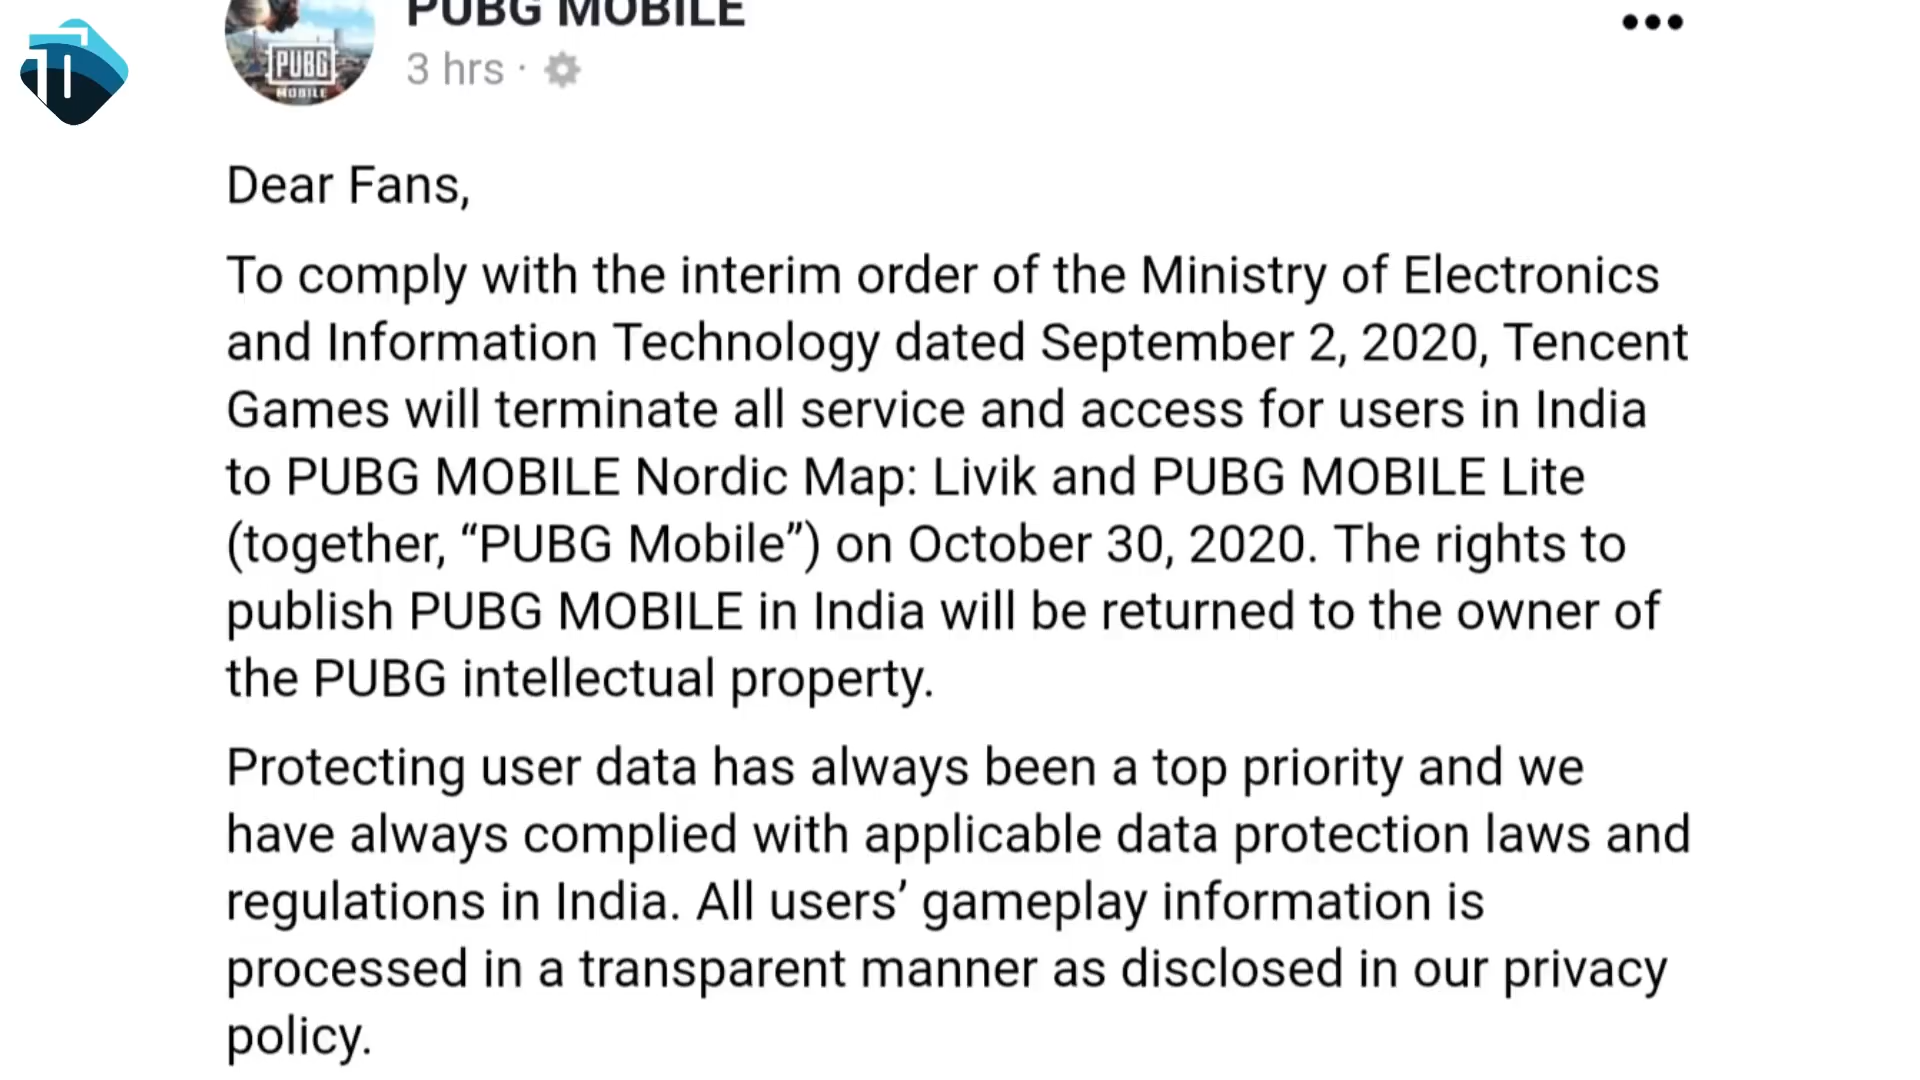 PUBG MOBILE
3 hrs ·
PUBG
MOBILE
Dear Fans,
To comply with the interim order of the Ministry of Electronics
and Information Technology dated September 2, 2020, Tencent
Games will terminate all service and access for users in India
to PUBG MOBILE Nordic Map: Livik and PUBG MOBILE Lite
(together, “PUBG Mobile”) on October 30, 2020. The rights to
publish PUBG MOBILE in India will be returned to the owner of
the PUBG intellectual property.
Protecting user data has always been a top priority and we
have always complied with applicable data protection laws and
regulations in India. All users’ gameplay information is
processed in a transparent manner as disclosed in our privacy
policy.